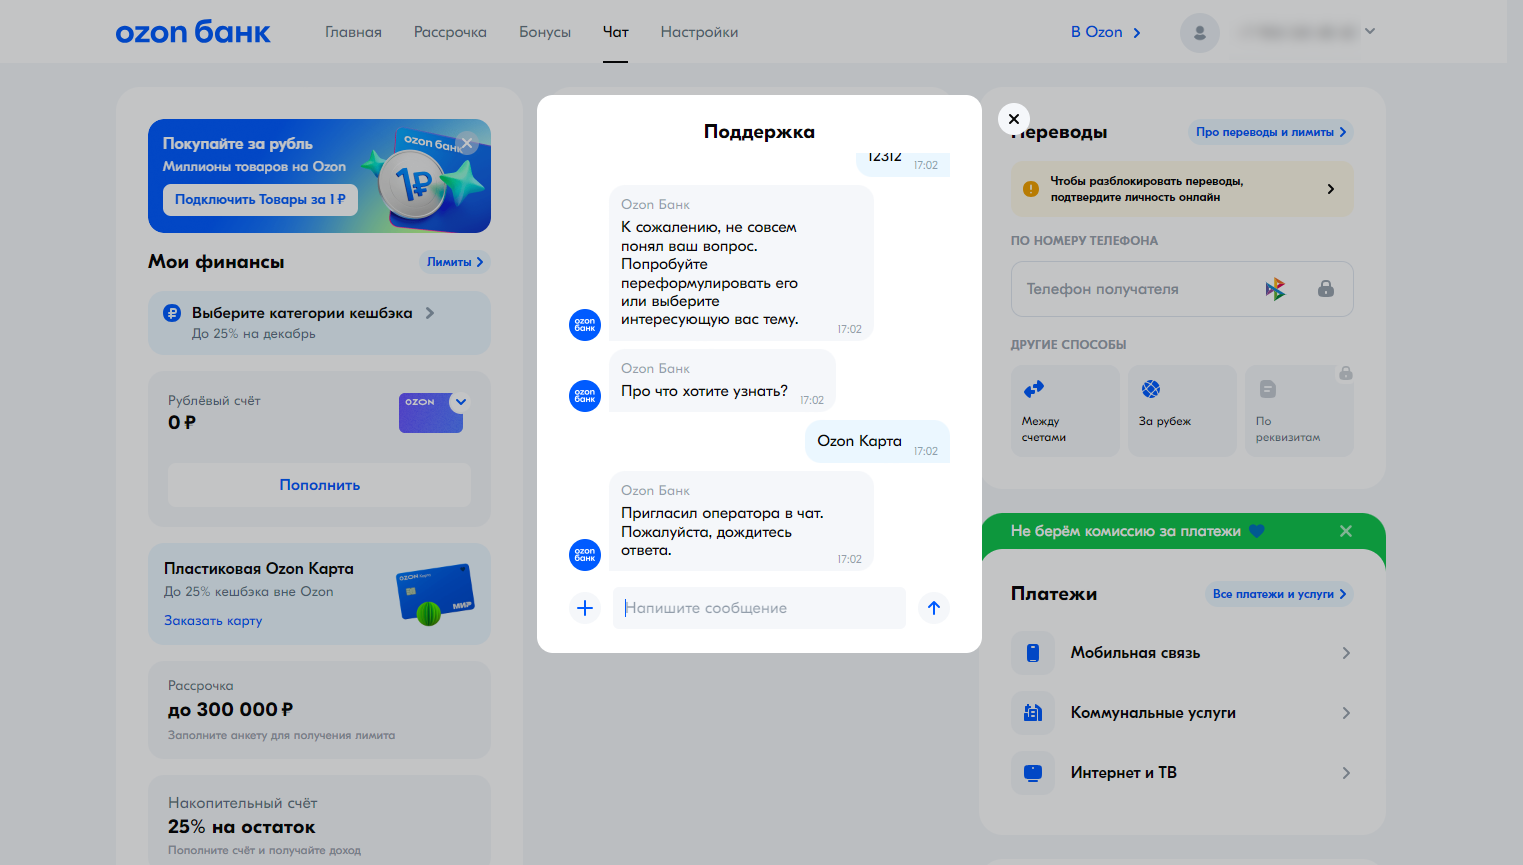 ozon банк
Главная
Рассрочка
Бонусы
Чат
Настройки
В Ozon
Покупайте за рубль
Миллионы товаров на Ozon
Подключить Товары за 1 ₽
ozon банк
1₽
Мои финансы
Лимиты
Выберите категории кешбэка
До 25% на декабрь
Рублёвый счёт
0 ₽
OZON
Пополнить
Пластиковая Ozon Карта
До 25% кешбэка вне Ozon
Заказать карту
МИР
Рассрочка
до 300 000 ₽
Заполните анкету для получения лимита
Накопительный счёт
25% на остаток
Пополните счёт и получайте доход
Поддержка
12312
17:02
Ozon Банк
К сожалению, не совсем
понял ваш вопрос.
Попробуйте
переформулировать его
или выберите
интересующую вас тему.
17:02
ozon
банк
Ozon Банк
Про что хотите узнать?
17:02
ozon
банк
Ozon Карта
17:02
Ozon Банк
Пригласил оператора в чат.
Пожалуйста, дождитесь
ответа.
17:02
ozon
банк
Напишите сообщение
Переводы
Про переводы и лимиты
Чтобы разблокировать переводы,
подтвердите личность онлайн
ПО НОМЕРУ ТЕЛЕФОНА
Телефон получателя
ДРУГИЕ СПОСОБЫ
Между
счетами
За рубеж
По
реквизитам
Не берём комиссию за платежи
Платежи
Все платежи и услуги
Мобильная связь
Коммунальные услуги
Интернет и ТВ